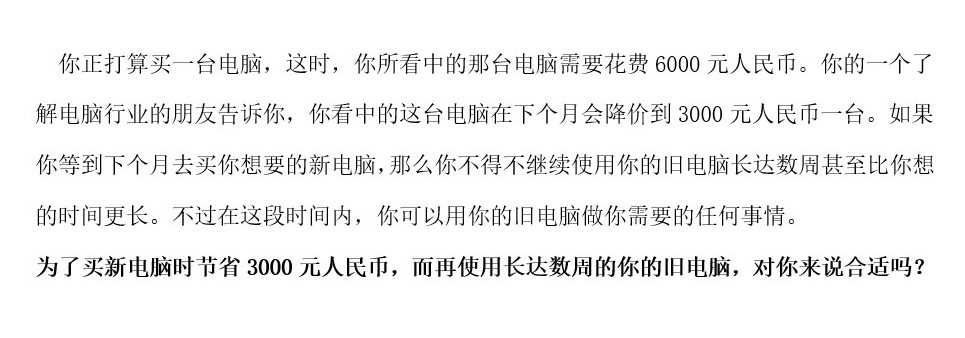 你正打算买一台电脑，这时，你所看中的那台电脑需要花费 6000 元人民币。你的一个了
解电脑行业的朋友告诉你，你看中的这台电脑在下个月会降价到 3000 元人民币一台。如果
你等到下个月去买你想要的新电脑，那么你不得不继续使用你的旧电脑长达数周甚至比你想
的时间更长。不过在这段时间内，你可以用你的旧电脑做你需要的任何事情。
为了买新电脑时节省 3000 元人民币，而再使用长达数周的你的旧电脑，对你来说合适吗？